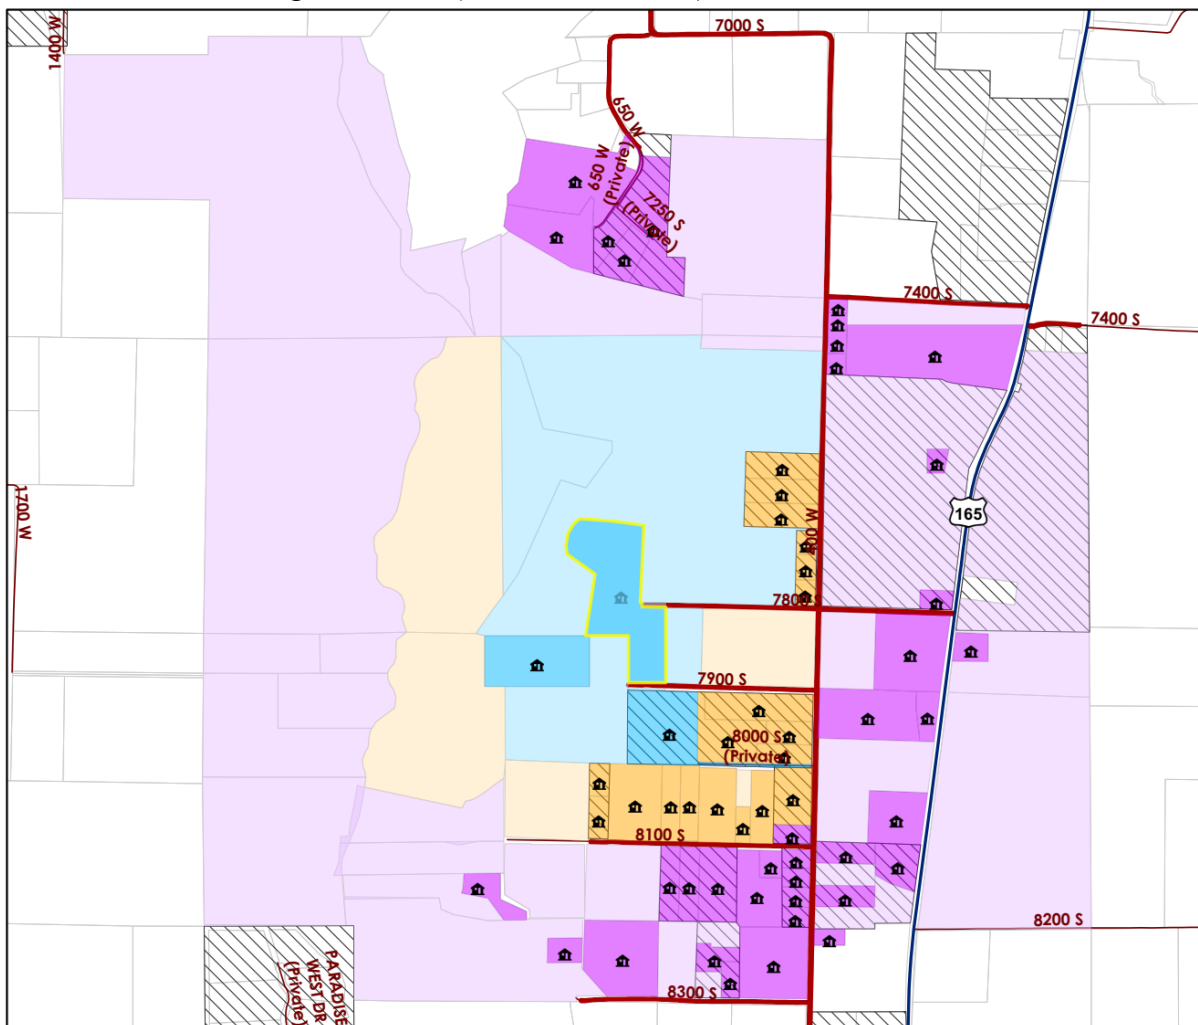 7000 S
1400 W
650 W
650 W
(Private)
7250 S
(Private)
7400 S
7400 S
1700 W
165
400 W
7800 S
7900 S
8000 S
(Private)
8100 S
8200 S
PARADISE
WEST DR
(Private)
8300 S